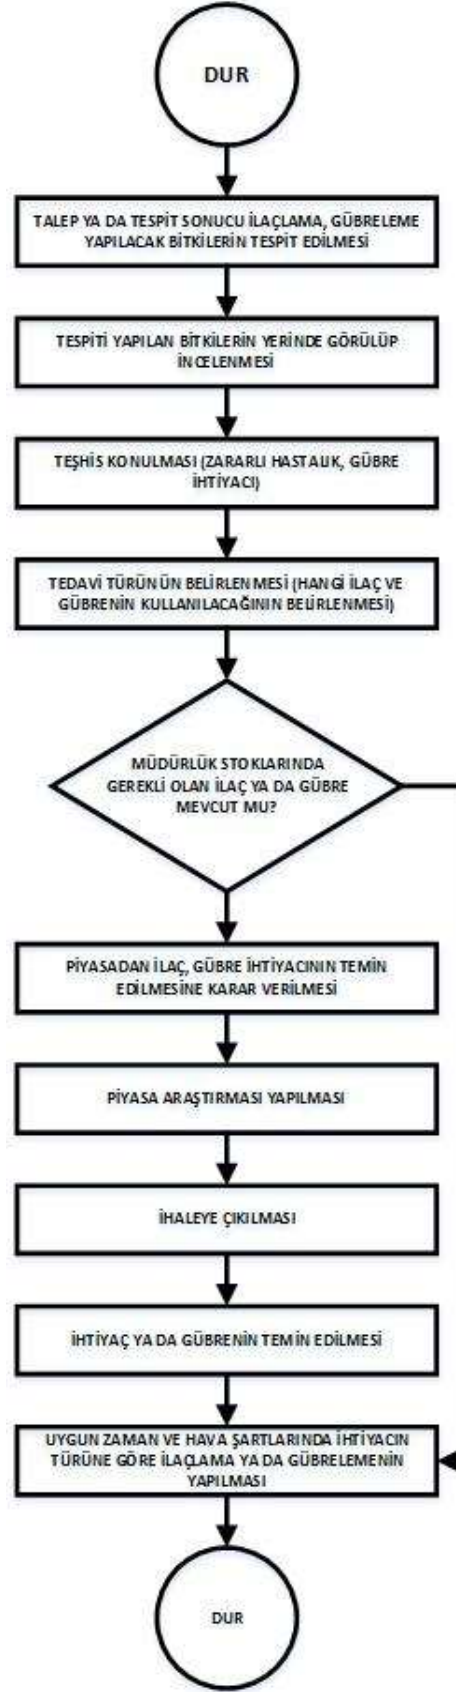 DUR
TALEP YA DA TESPİT SONUCU İLAÇLAMA, GÜBRELEME
YAPILACAK BİTKİLERİN TESPİT EDİLMESİ
TESPİTİ YAPILAN BİTKİLERİN YERİNDE GÖRÜLÜP
İNCELENMESİ
TEŞHİS KONULMASI (ZARARLI HASTALIK, GÜBRE
İHTİYACI)
TEDAVİ TÜRÜNÜN BELİRLENMESİ (HANGİ İLAÇ VE
GÜBRENİN KULLANILACAĞININ BELİRLENMESİ)
MÜDÜRLÜK STOKLARINDA
GEREKLİ OLAN İLAÇ YA DA GÜBRE
MEVCUT MU?
PİYASADAN İLAÇ, GÜBRE İHTİYACININ TEMİN
EDİLMESİNE KARAR VERİLMESİ
PİYASA ARAŞTIRMASI YAPILMASI
İHALEYE ÇIKILMASI
İHTİYAÇ YA DA GÜBRENİN TEMİN EDİLMESİ
UYGUN ZAMAN VE HAVA ŞARTLARINDA İHTİYACIN
TÜRÜNE GÖRE İLAÇLAMA YA DA GÜBRELEMENİN
YAPILMASI
DUR